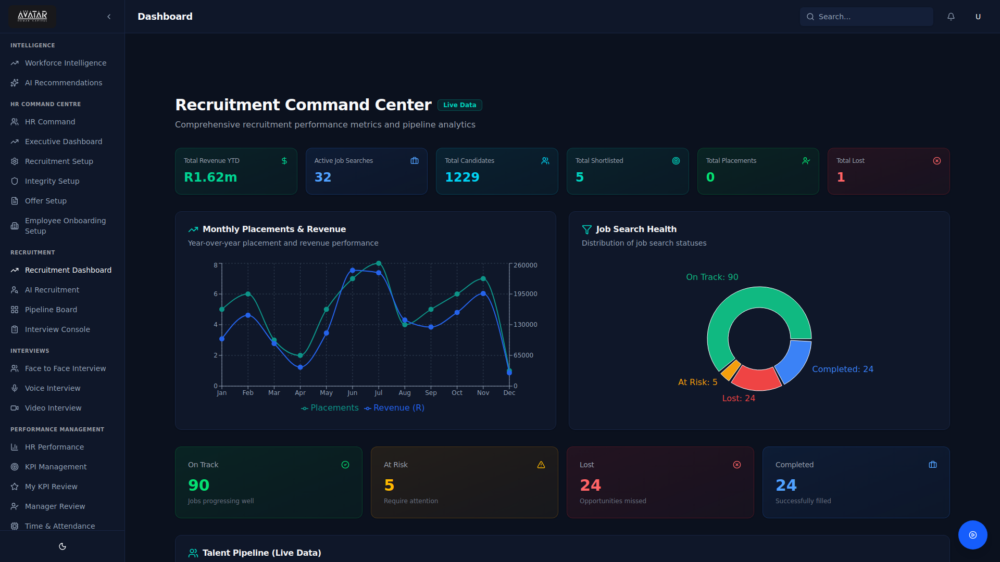 AVATAR
HUMAN CAPITAL
Dashboard
Search...
U
INTELLIGENCE
Workforce Intelligence
AI Recommendations
HR COMMAND CENTRE
HR Command
Executive Dashboard
Recruitment Setup
Integrity Setup
Offer Setup
Employee Onboarding
Setup
RECRUITMENT
Recruitment Dashboard
AI Recruitment
Pipeline Board
Interview Console
INTERVIEWS
Face to Face Interview
Voice Interview
Video Interview
PERFORMANCE MANAGEMENT
HR Performance
KPI Management
My KPI Review
Manager Review
Time & Attendance
Recruitment Command Center
Live Data
Comprehensive recruitment performance metrics and pipeline analytics
Total Revenue YTD
R1.62m
Active Job Searches
32
Total Candidates
1229
Total Shortlisted
5
Total Placements
0
Total Lost
1
Monthly Placements & Revenue
Year-over-year placement and revenue performance
8
6
4
2
0
260000
195000
130000
65000
0
Jan Feb Mar Apr May Jun Jul Aug Sep Oct Nov Dec
Placements Revenue (R)
Job Search Health
Distribution of job search statuses
On Track: 90
Completed: 24
At Risk: 5
Lost: 24
On Track
90
Jobs progressing well
At Risk
5
Require attention
Lost
24
Opportunities missed
Completed
24
Successfully filled
Talent Pipeline (Live Data)